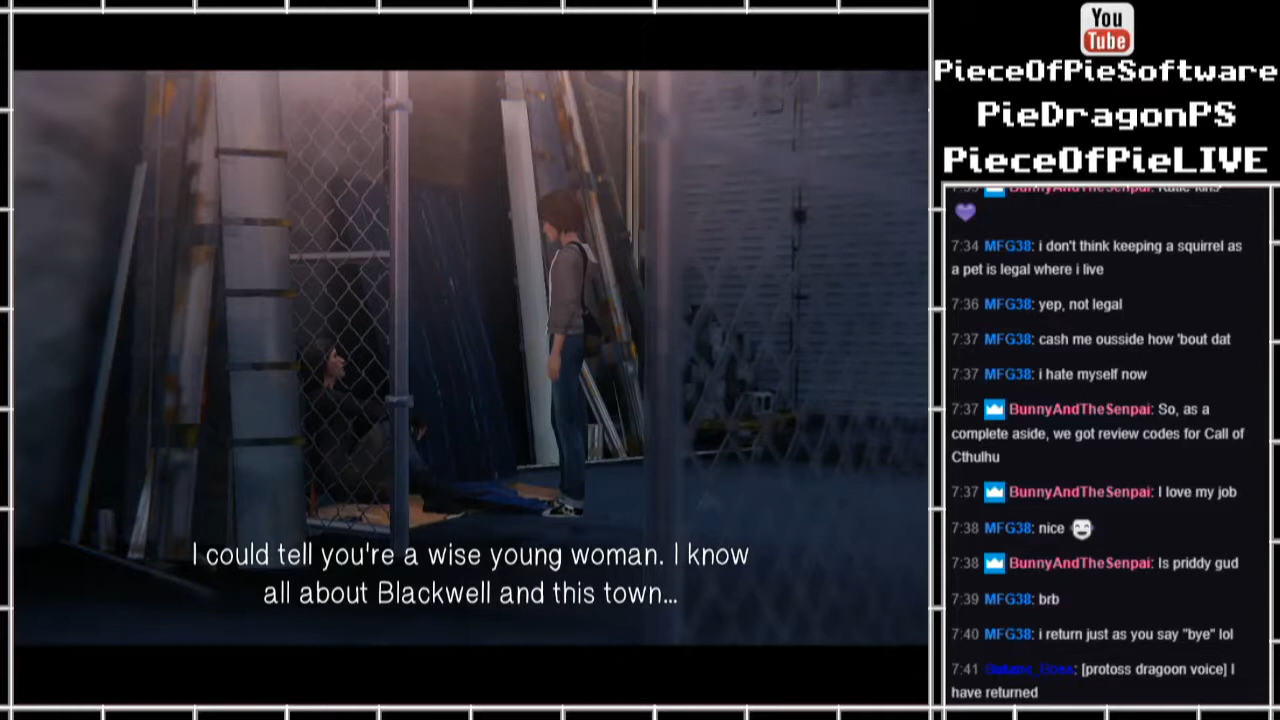 You
Tube
PieceOfPieSoftware
PieDragonPS
PieceOfPieLIVE
BunnyAndTheSenpai:
7:34 MFG38: i don't think keeping a squirrel as
a pet is legal where i live
7:36 MFG38: yep, not legal
7:37 MFG38: cash me ousside how 'bout dat
7:37 MFG38: i hate myself now
7:37 BunnyAndTheSenpai: So, as a
complete aside, we got review codes for Call of
Cthulhu
7:37 BunnyAndTheSenpai: I love my job
7:38 MFG38: nice
7:38 BunnyAndTheSenpai: Is priddy gud
7:39 MFG38: brb
7:40 MFG38: i return just as you say "bye" lol
7:41 [protoss dragoon voice] I
have returned
I could tell you're a wise young woman. I know
all about Blackwell and this town...